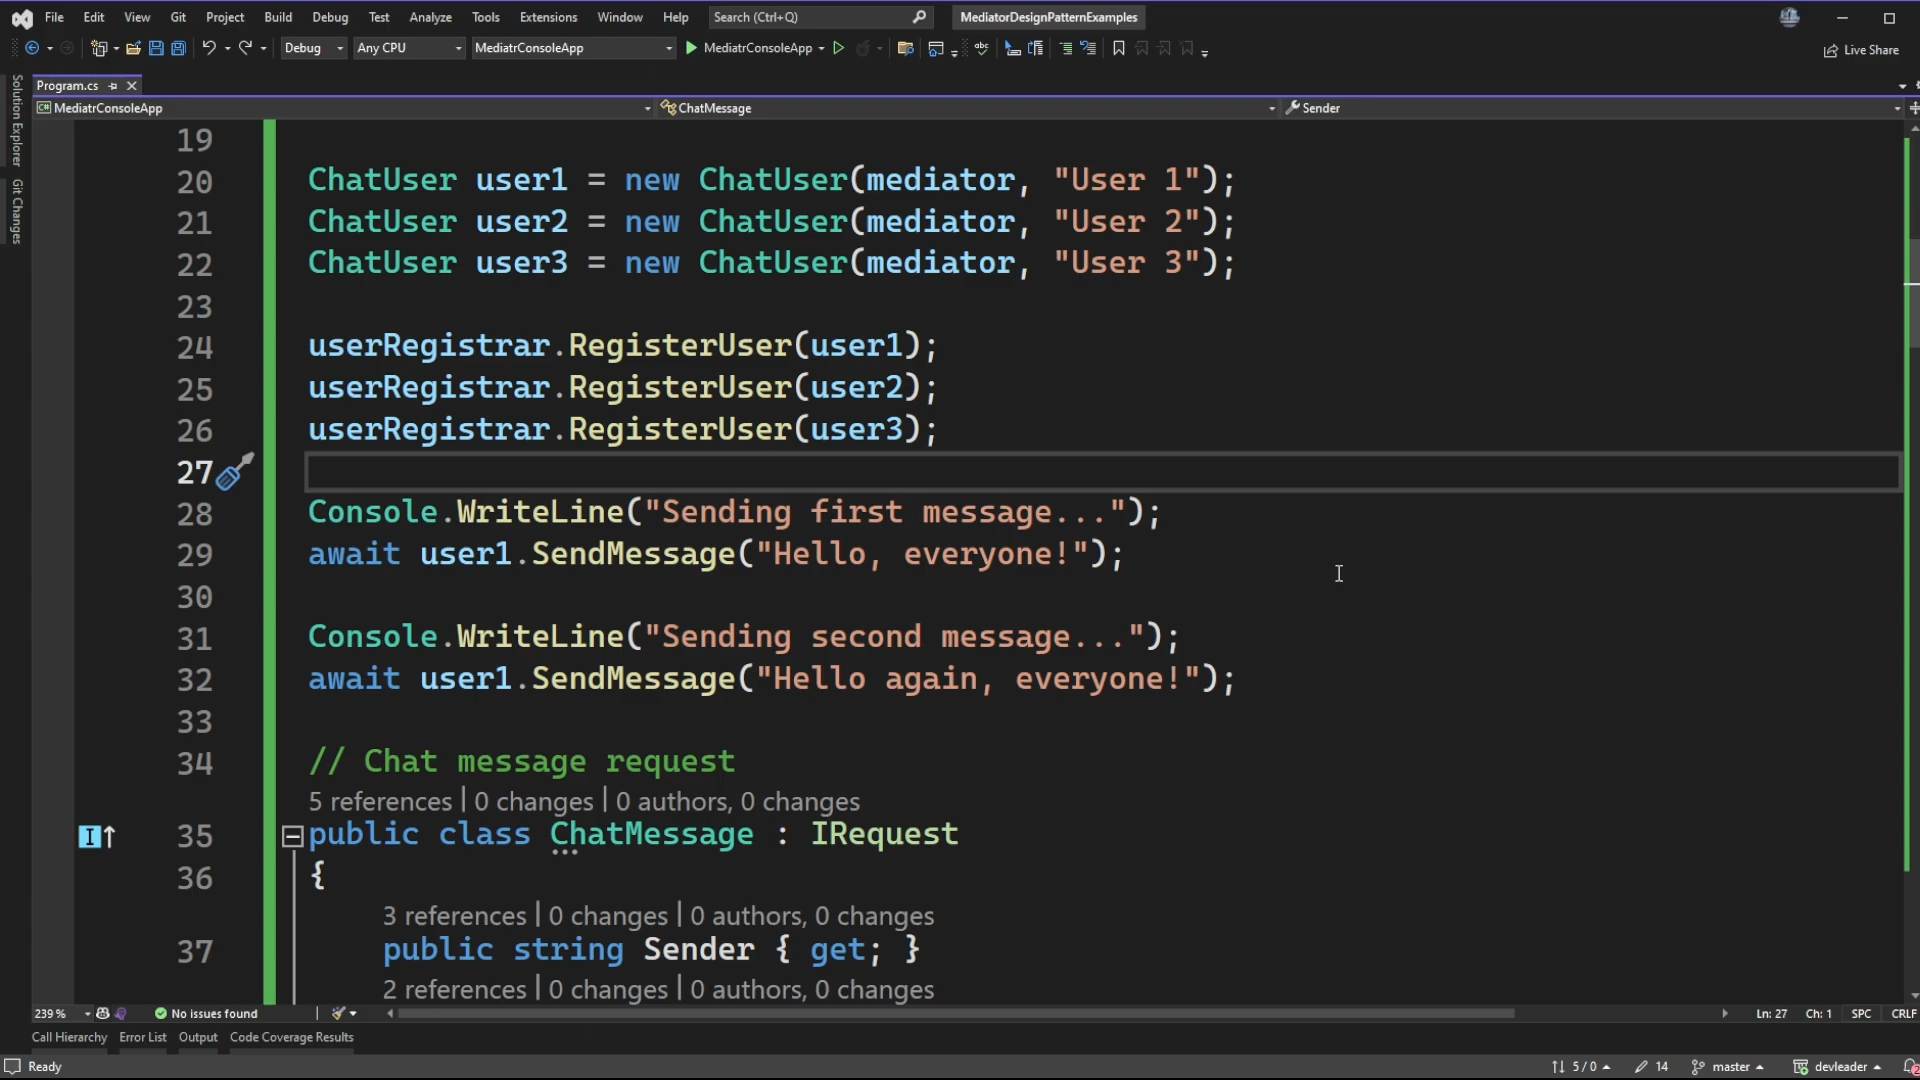 File Edit View Git Project Build Debug Test Analyze Tools Extensions Window Help Search (Ctrl+Q) MediatorDesignPatternExamples
Debug Any CPU MediatrConsoleApp MediatrConsoleApp Live Share
Program.cs
MediatrConsoleApp ChatMessage Sender
Solution Explorer
Git Changes
19
20 ChatUser user1 = new ChatUser(mediator, "User 1");
21 ChatUser user2 = new ChatUser(mediator, "User 2");
22 ChatUser user3 = new ChatUser(mediator, "User 3");
23
24 userRegistrar.RegisterUser(user1);
25 userRegistrar.RegisterUser(user2);
26 userRegistrar.RegisterUser(user3);
27
28 Console.WriteLine("Sending first message...");
29 await user1.SendMessage("Hello, everyone!");
30
31 Console.WriteLine("Sending second message...");
32 await user1.SendMessage("Hello again, everyone!");
33
34 // Chat message request
5 references | 0 changes | 0 authors, 0 changes
35 public class ChatMessage : IRequest
36 {
3 references | 0 changes | 0 authors, 0 changes
37 public string Sender { get; }
2 references | 0 changes | 0 authors, 0 changes
239 % No issues found Ln: 27 Ch: 1 SPC CRLF
Call Hierarchy Error List Output Code Coverage Results
Ready 5 / 0 14 master devleader